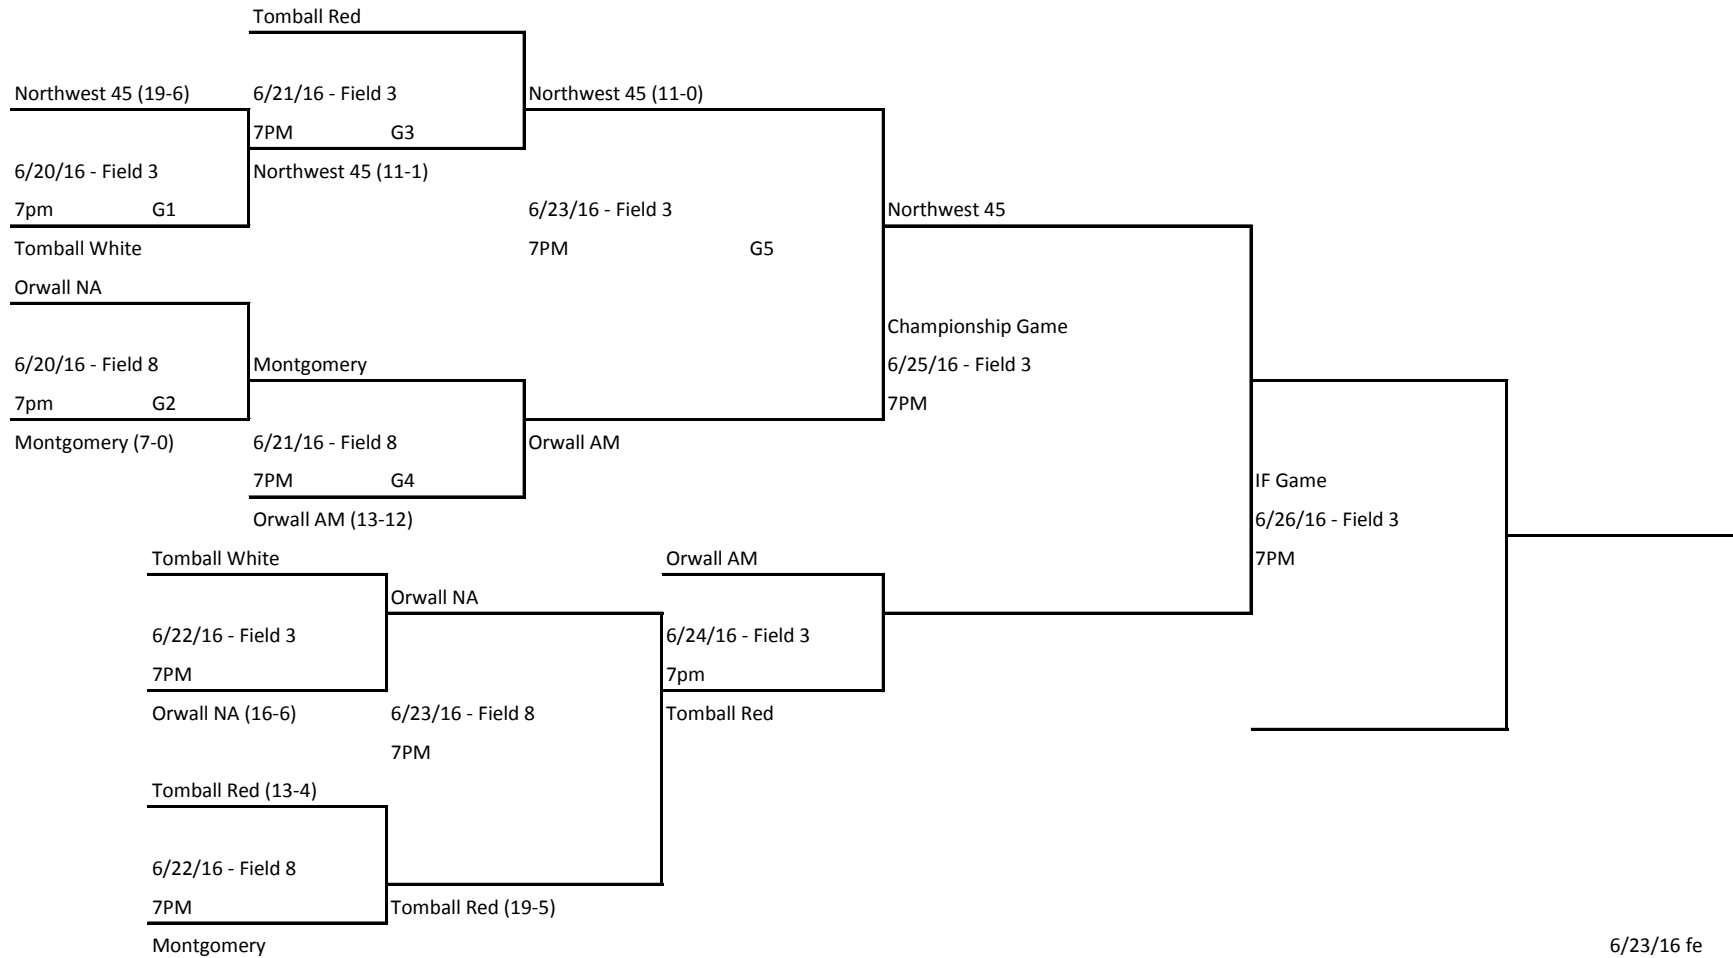 Tomball Red
Northwest 45 (19-6) 6/21/16 - Field 3 Northwest 45 (11-0)
7PM G3
6/20/16 - Field 3 Northwest 45 (11-1)
7pm G1 6/23/16 - Field 3 Northwest 45
Tomball White 7PM G5
Orwall NA
Championship Game
6/20/16 - Field 8 Montgomery 6/25/16 - Field 3
7pm G2 7PM
Montgomery (7-0) 6/21/16 - Field 8 Orwall AM
7PM G4 IF Game
Orwall AM (13-12) 6/26/16 - Field 3
Tomball White Orwall AM 7PM
Orwall NA
6/22/16 - Field 3 6/24/16 - Field 3
7PM 7pm
Orwall NA (16-6) 6/23/16 - Field 8 Tomball Red
7PM
Tomball Red (13-4)
6/22/16 - Field 8
7PM Tomball Red (19-5)
Montgomery 6/23/16 fe